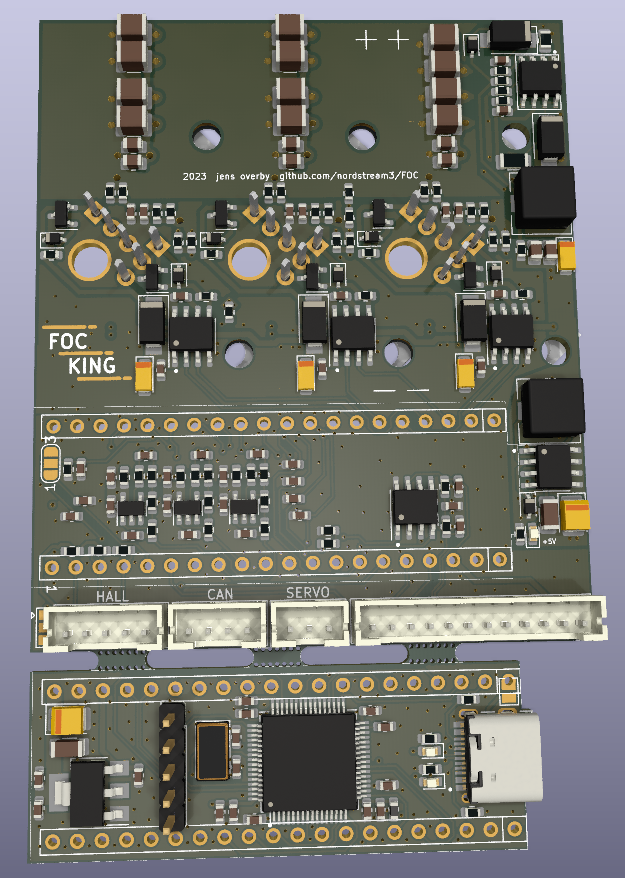 + +
2023 jens overby github.com/nordstream3/FOC
FOC
KING
— —
3
1
+5V
1
HALL CAN SERVO